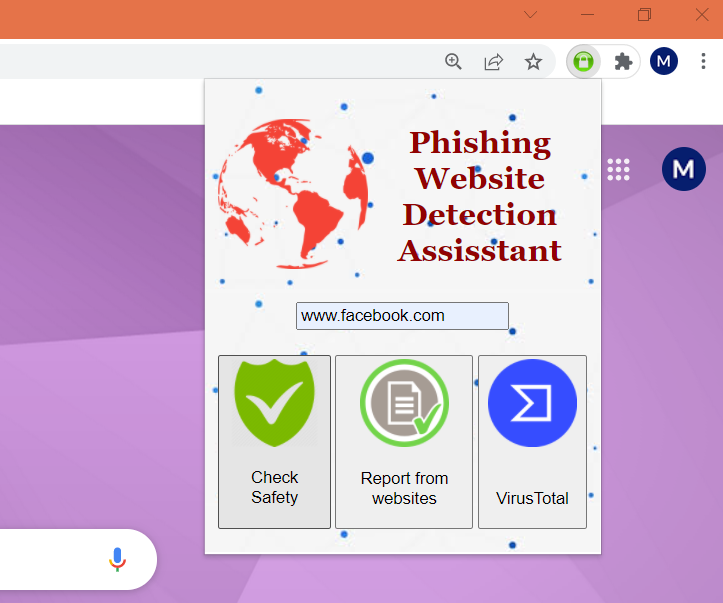 M
Phishing
Website
Detection
Assisstant
M
www.facebook.com
Check
Safety
Report from
websites
VirusTotal